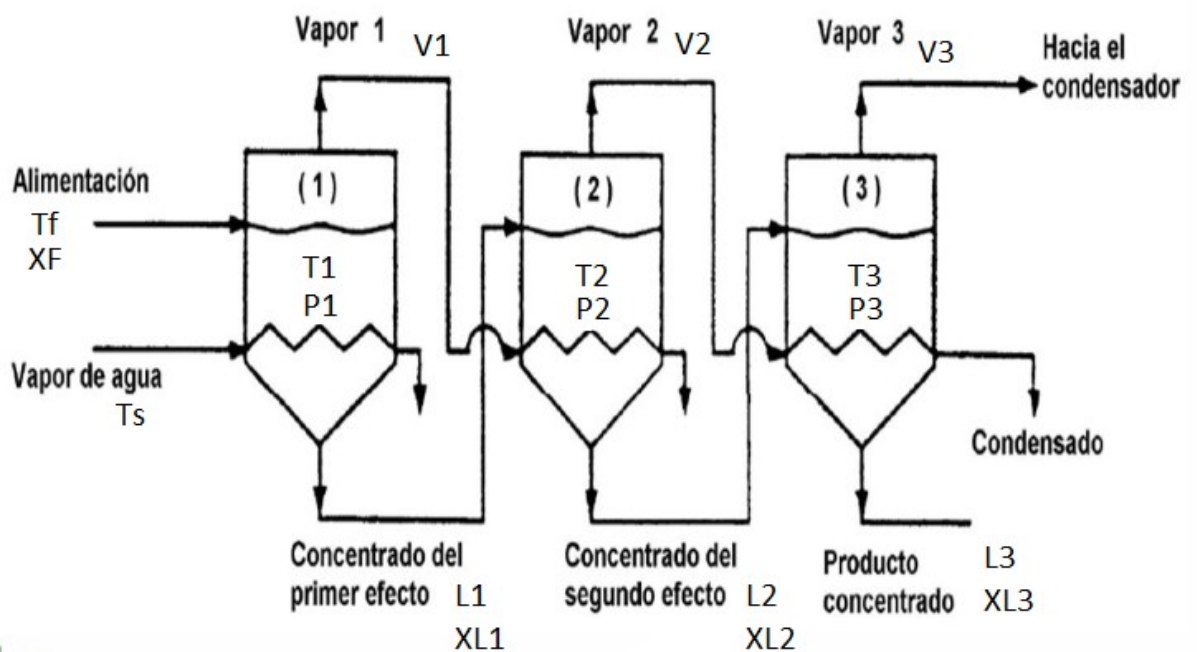 Vapor 1 V1
Vapor 2 V2
Vapor 3 V3
Hacia el
condensador
Alimentación
Tf
XF
(1)
T1
P1
(2)
T2
P2
(3)
T3
P3
Vapor de agua
Ts
Condensado
Concentrado del
primer efecto L1
XL1
Concentrado del
segundo efecto L2
XL2
Producto
concentrado
L3
XL3